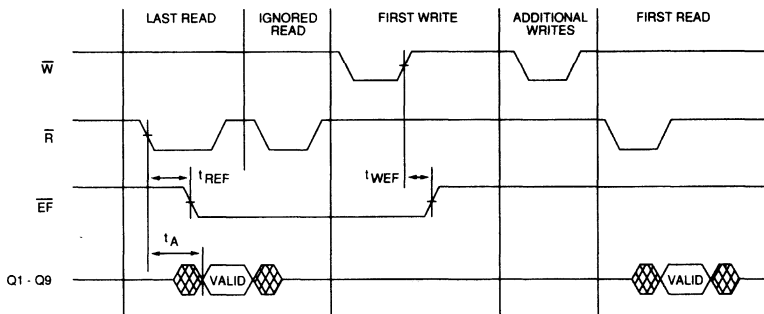 LAST READ IGNORED READ FIRST WRITE ADDITIONAL WRITES FIRST READ
W
R
tREF tWEF
EF
tA
Q1 - Q9 VALID VALID